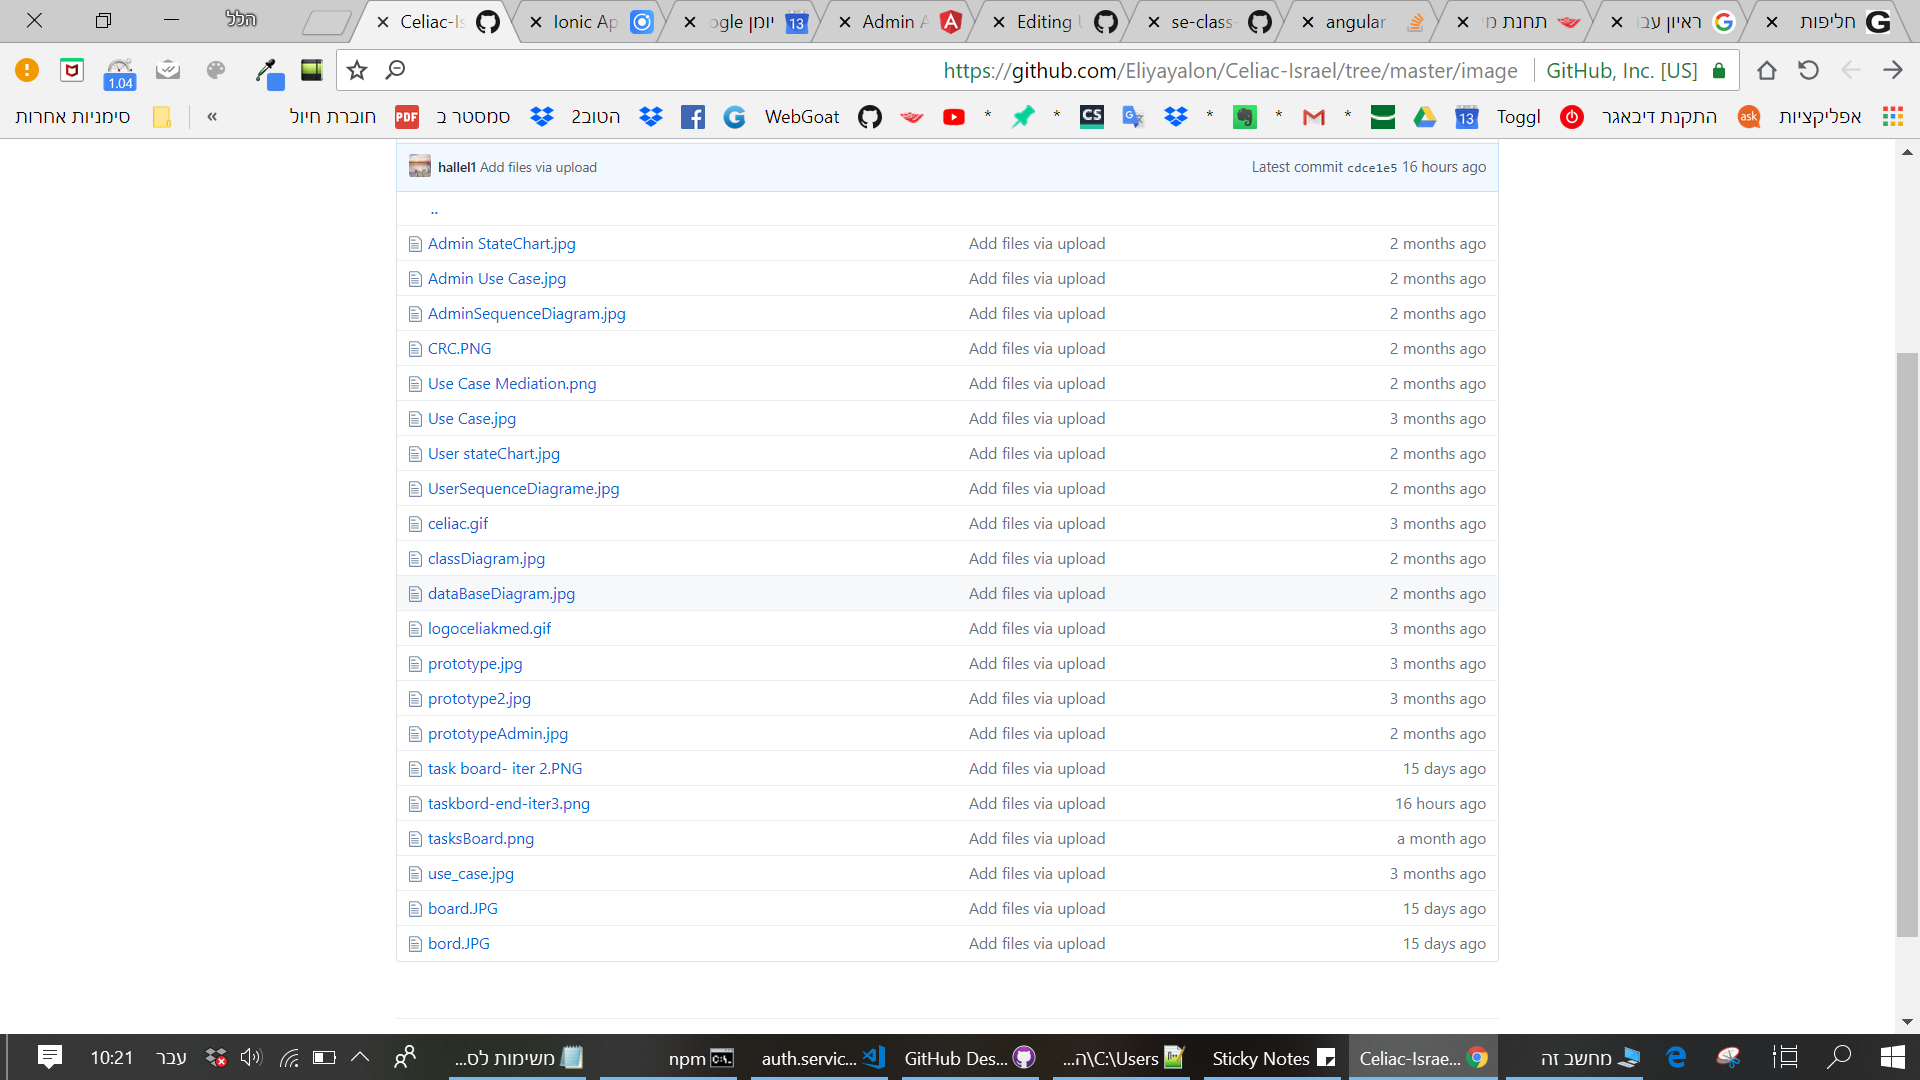 הלל
Celiac-Is
Ionic Ap
יומן ogle
Admin A
Editing U
se-class-
angular
תחנת מי
ראיון עבו
חליפות
1.04
https://github.com/Eliyayalon/Celiac-Israel/tree/master/image
GitHub, Inc. [US]
סימניות אחרות
«
חוברת חיול
PDF
סמסטר ב
הטוב2
WebGoat
*
*
CS
*
*
*
13
Toggl
התקנת דיבאגר
ask
אפליקציות
hallel1 Add files via upload
Latest commit cdce1e5 16 hours ago
..
Admin StateChart.jpg Add files via upload 2 months ago
Admin Use Case.jpg Add files via upload 2 months ago
AdminSequenceDiagram.jpg Add files via upload 2 months ago
CRC.PNG Add files via upload 2 months ago
Use Case Mediation.png Add files via upload 2 months ago
Use Case.jpg Add files via upload 3 months ago
User stateChart.jpg Add files via upload 2 months ago
UserSequenceDiagrame.jpg Add files via upload 2 months ago
celiac.gif Add files via upload 3 months ago
classDiagram.jpg Add files via upload 2 months ago
dataBaseDiagram.jpg Add files via upload 2 months ago
logoceliakmed.gif Add files via upload 3 months ago
prototype.jpg Add files via upload 3 months ago
prototype2.jpg Add files via upload 3 months ago
prototypeAdmin.jpg Add files via upload 2 months ago
task board- iter 2.PNG Add files via upload 15 days ago
taskbord-end-iter3.png Add files via upload 16 hours ago
tasksBoard.png Add files via upload a month ago
use_case.jpg Add files via upload 3 months ago
board.JPG Add files via upload 15 days ago
bord.JPG Add files via upload 15 days ago
10:21
עבר
משימות לס...
npm
auth.servic...
GitHub Des...
C:\Users\ה...
Sticky Notes
Celiac-Israe...
מחשב זה